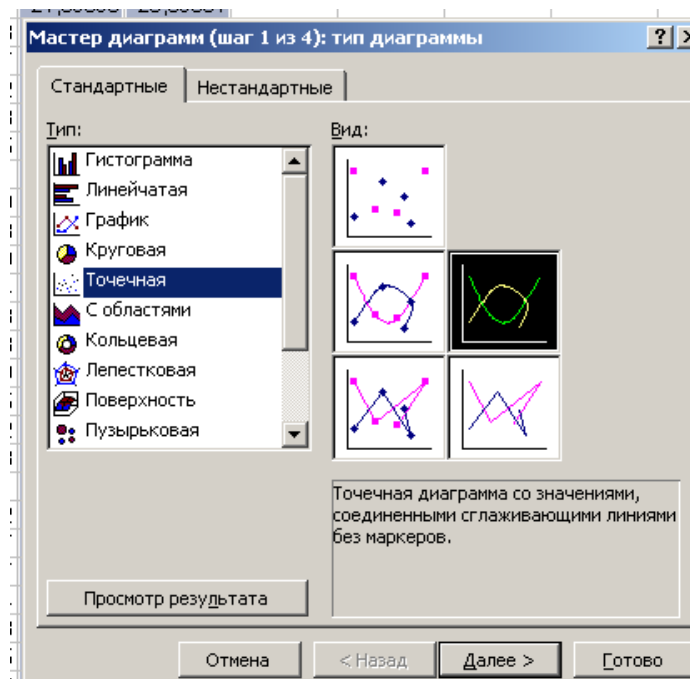 Мастер диаграмм (шаг 1 из 4): тип диаграммы
Стандартные
Нестандартные
Тип:
Вид:
Гистограмма
Линейчатая
График
Круговая
Точечная
С областями
Кольцевая
Лепестковая
Поверхность
Пузырьковая
Точечная диаграмма со значениями,
соединенными сглаживающими линиями
без маркеров.
Просмотр результата
Отмена
< Назад
Далее >
Готово